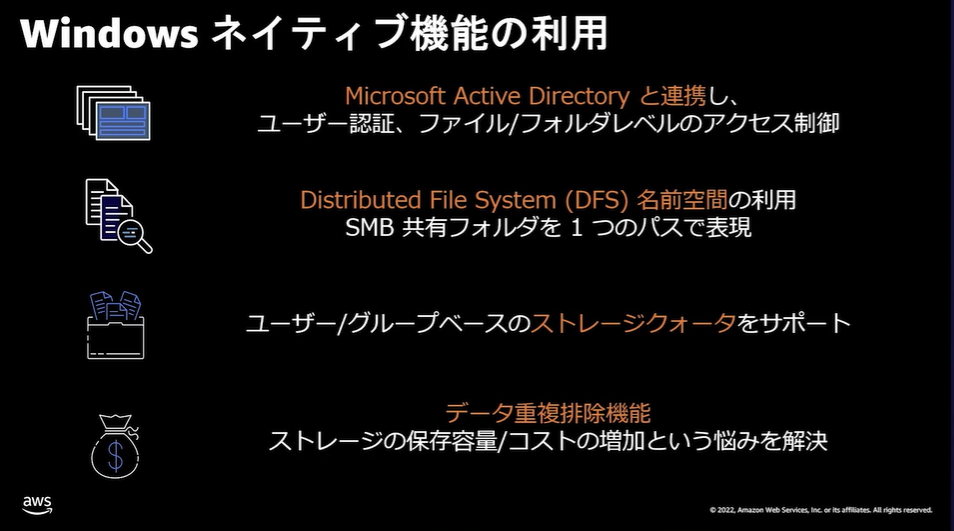 Windows ネイティブ機能の利用
Microsoft Active Directory と連携し、
ユーザー認証、ファイル/フォルダレベルのアクセス制御
Distributed File System (DFS) 名前空間の利用
SMB 共有フォルダを 1 つのパスで表現
ユーザー/グループベースのストレージクォータをサポート
データ重複排除機能
ストレージの保存容量/コストの増加という悩みを解決
$
aws
© 2022, Amazon Web Services, Inc. or its affiliates. All rights reserved.